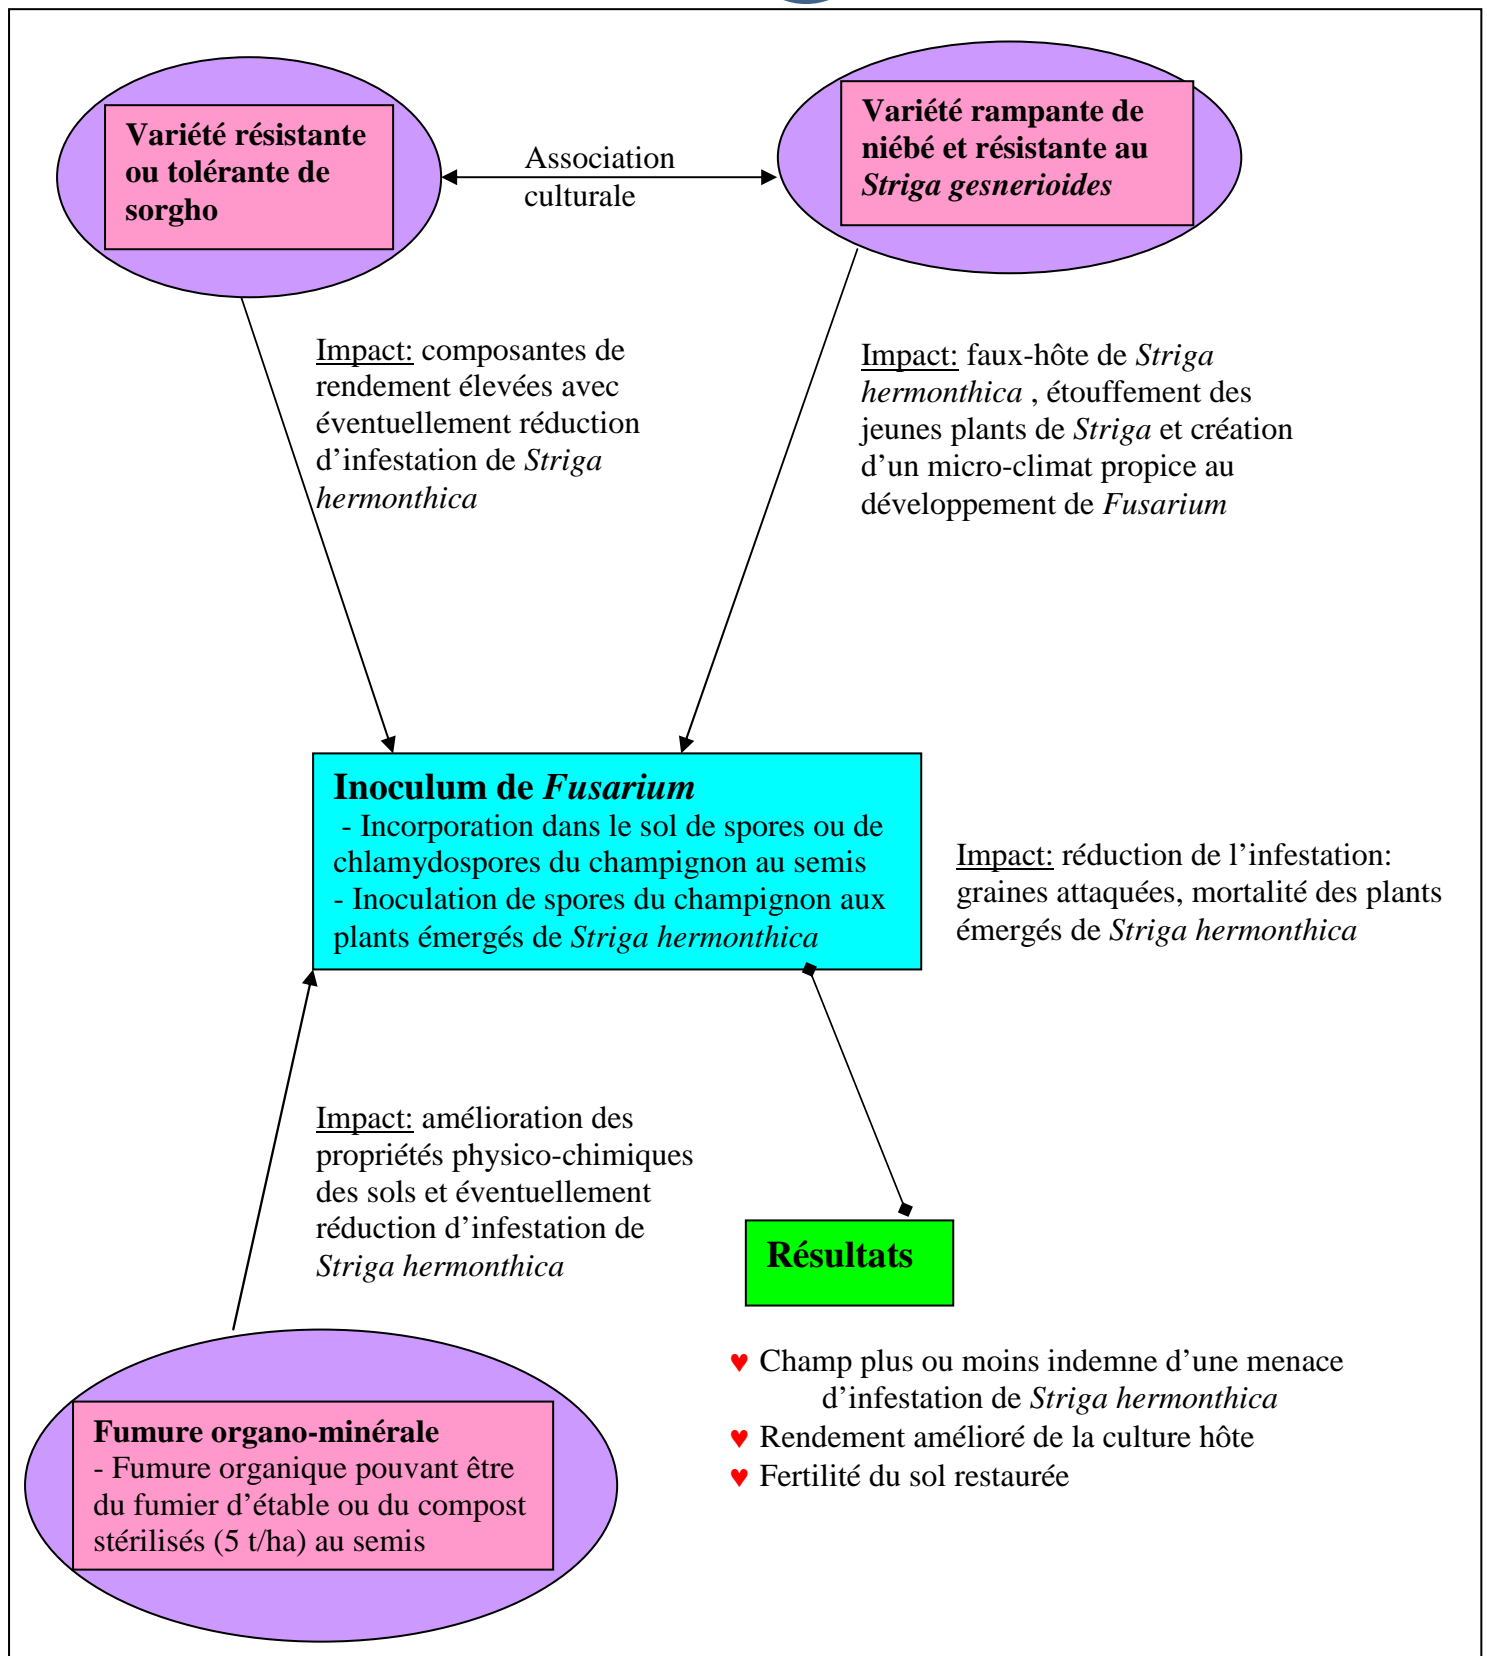 Variété résistante
ou tolérante de
sorgho
Association
culturale
Variété rampante de
niébé et résistante au
Striga gesnerioides
Impact: composantes de
rendement élevées avec
éventuellement réduction
d’infestation de Striga
hermonthica
Impact: faux-hôte de Striga
hermonthica , étouffement des
jeunes plants de Striga et création
d’un micro-climat propice au
développement de Fusarium
Inoculum de Fusarium
- Incorporation dans le sol de spores ou de
chlamydospores du champignon au semis
- Inoculation de spores du champignon aux
plants émergés de Striga hermonthica
Impact: réduction de l’infestation:
graines attaquées, mortalité des plants
émergés de Striga hermonthica
Impact: amélioration des
propriétés physico-chimiques
des sols et éventuellement
réduction d’infestation de
Striga hermonthica
Résultats
♥ Champ plus ou moins indemne d’une menace
d’infestation de Striga hermonthica
♥ Rendement amélioré de la culture hôte
♥ Fertilité du sol restaurée
Fumure organo-minérale
- Fumure organique pouvant être
du fumier d’étable ou du compost
stérilisés (5 t/ha) au semis